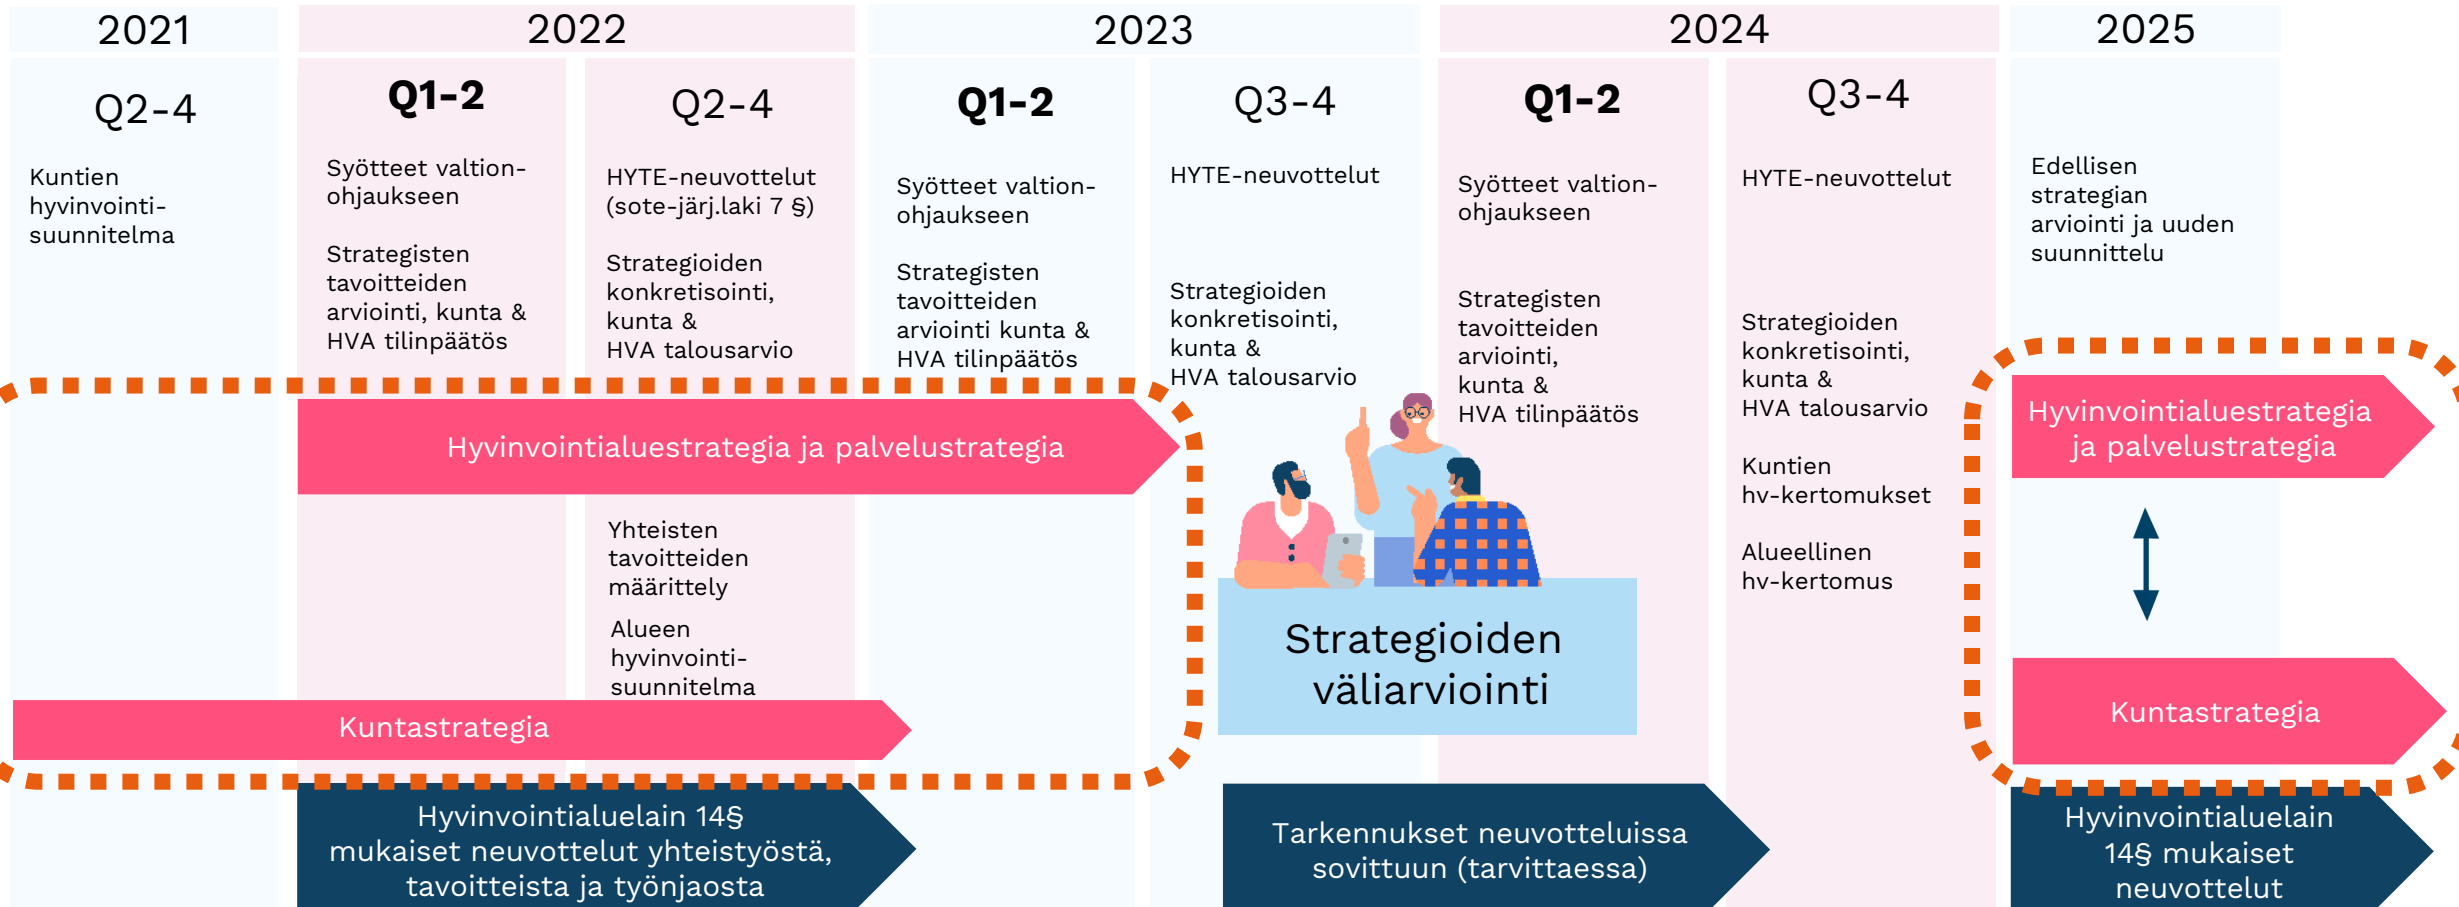 2021
2022
2023
2024
2025
Q2-4
Kuntien
hyvinvointi-
suunnitelma
Q1-2
Syötteet valtion-
ohjaukseen
Strategisten
tavoitteiden
arviointi, kunta &
HVA tilinpäätös
Q2-4
HYTE-neuvottelut
(sote-järj.laki 7 §)
Strategioiden
konkretisointi,
kunta &
HVA talousarvio
Q1-2
Syötteet valtion-
ohjaukseen
Strategisten
tavoitteiden
arviointi kunta &
HVA tilinpäätös
Q3-4
HYTE-neuvottelut
Strategioiden
konkretisointi,
kunta &
HVA talousarvio
Q1-2
Syötteet valtion-
ohjaukseen
Strategisten
tavoitteiden
arviointi,
kunta &
HVA tilinpäätös
Q3-4
HYTE-neuvottelut
Strategioiden
konkretisointi,
kunta &
HVA talousarvio
Kuntien
hv-kertomukset
Alueellinen
hv-kertomus
Edellisen
strategian
arviointi ja uuden
suunnittelu
Hyvinvointialuestrategia ja palvelustrategia
Yhteisten
tavoitteiden
määrittely
Alueen
hyvinvointi-
suunnitelma
Kuntastrategia
Strategioiden
väliarviointi
Hyvinvointialuestrategia
ja palvelustrategia
Kuntastrategia
Hyvinvointialuelain 14§
mukaiset neuvottelut yhteistyöstä,
tavoitteista ja työnjaosta
Tarkennukset neuvotteluissa
sovittuun (tarvittaessa)
Hyvinvointialuelain
14§ mukaiset
neuvottelut